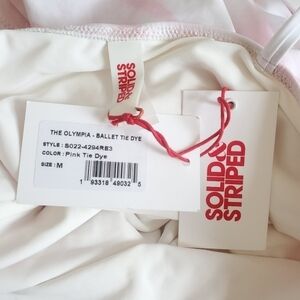 SOLID &
STRIPED
THE OLYMPIA - BALLET TIE DYE
STYLE : S022-4294RB3
COLOR : Pink Tie Dye
SIZE : M
1 93318 49032 5
SOLID &
STRIPED